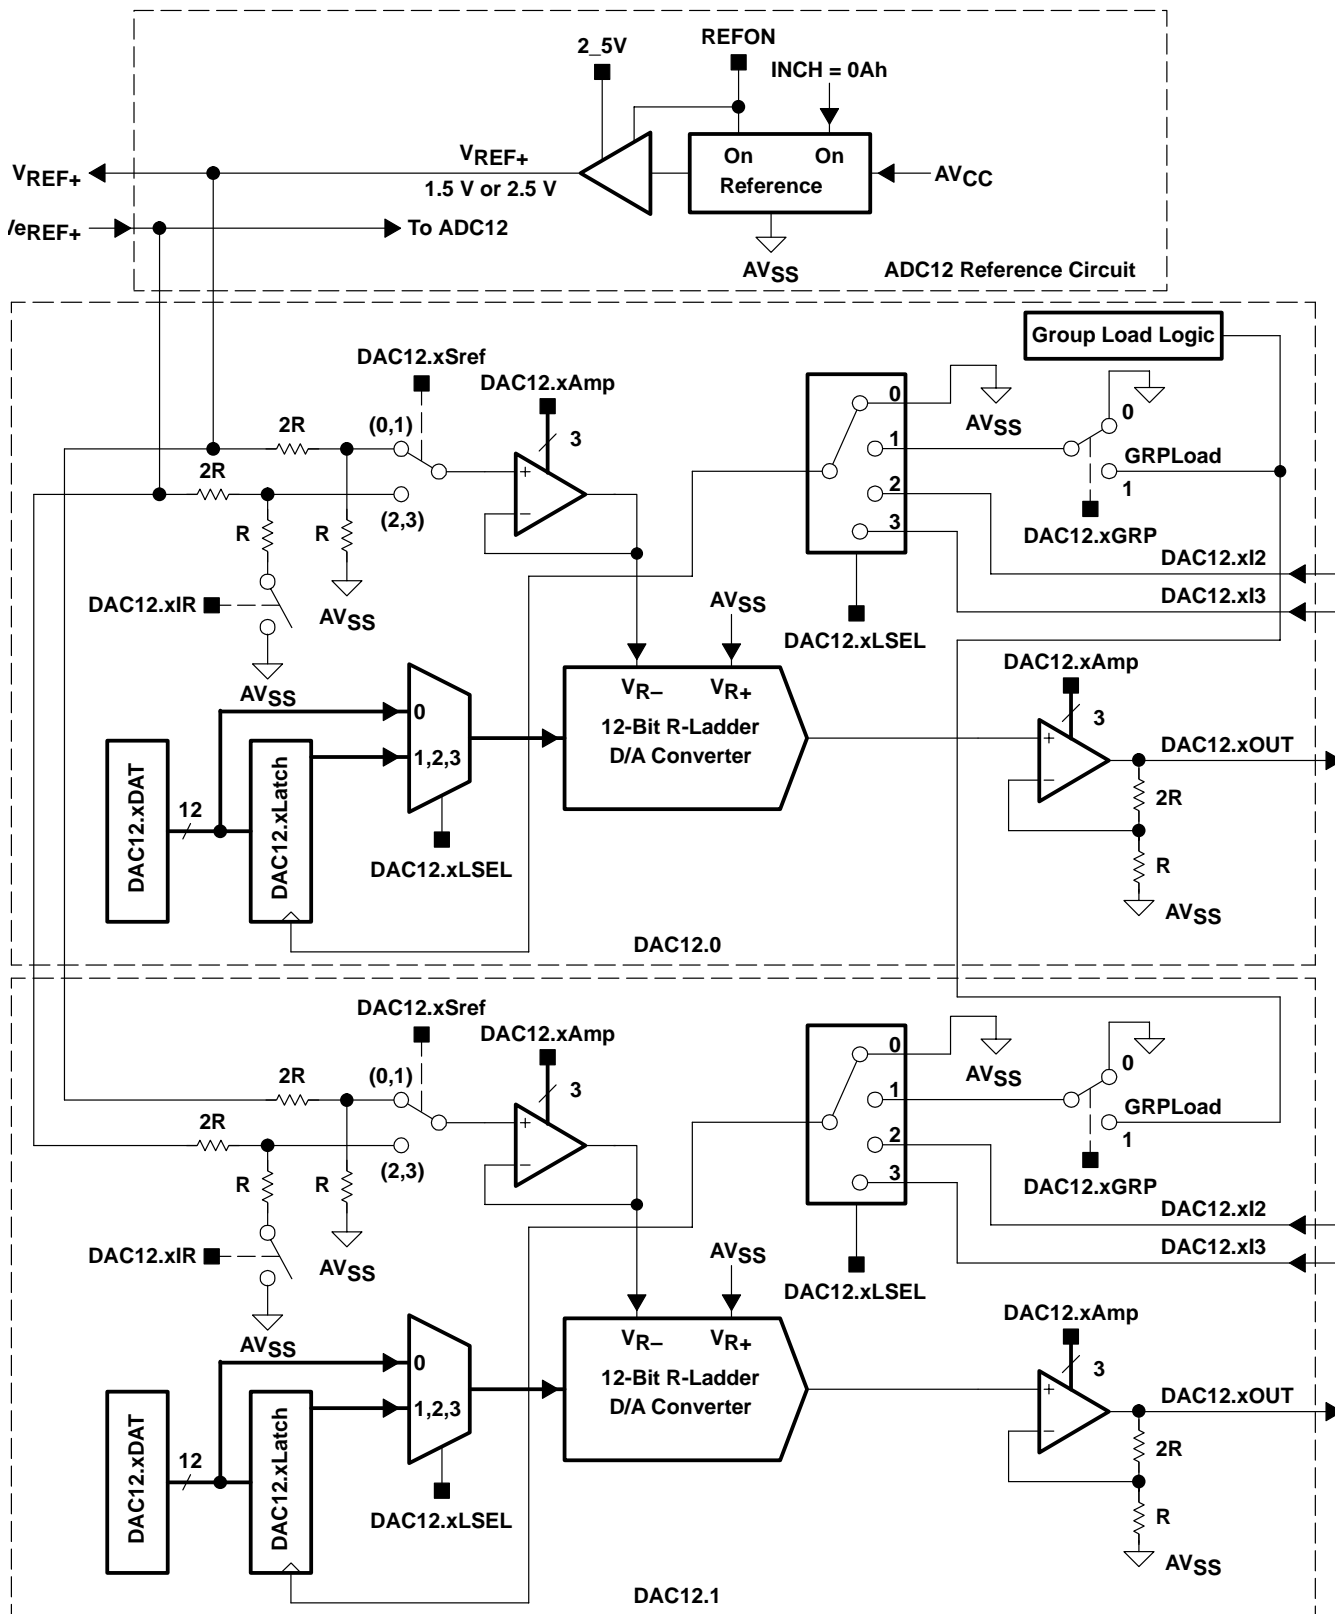 2_5V
REFON
INCH = 0Ah
VREF+
VREF+
1.5 V or 2.5 V
On
On
Reference
AVCC
/eREF+
To ADC12
AVSS
ADC12 Reference Circuit
Group Load Logic
DAC12.xSref
DAC12.xAmp
0
AVSS
0
2R
(0,1)
3
1
GRPLoad
2R
2
1
(2,3)
R
R
3
DAC12.xGRP
DAC12.xI2
DAC12.xIR
AVSS
AVSS
DAC12.xI3
DAC12.xLSEL
DAC12.xAmp
AVSS
VR–
VR+
0
12-Bit R-Ladder
D/A Converter
3
DAC12.xOUT
1,2,3
DAC12.xDAT
12
DAC12.xLatch
2R
DAC12.xLSEL
R
AVSS
DAC12.0
DAC12.xSref
DAC12.xAmp
0
AVSS
0
2R
(0,1)
3
1
GRPLoad
2R
2
1
(2,3)
R
R
3
DAC12.xGRP
DAC12.xI2
DAC12.xIR
AVSS
AVSS
DAC12.xI3
DAC12.xLSEL
DAC12.xAmp
AVSS
VR–
VR+
0
12-Bit R-Ladder
D/A Converter
3
DAC12.xOUT
1,2,3
DAC12.xDAT
12
DAC12.xLatch
2R
DAC12.xLSEL
R
AVSS
DAC12.1